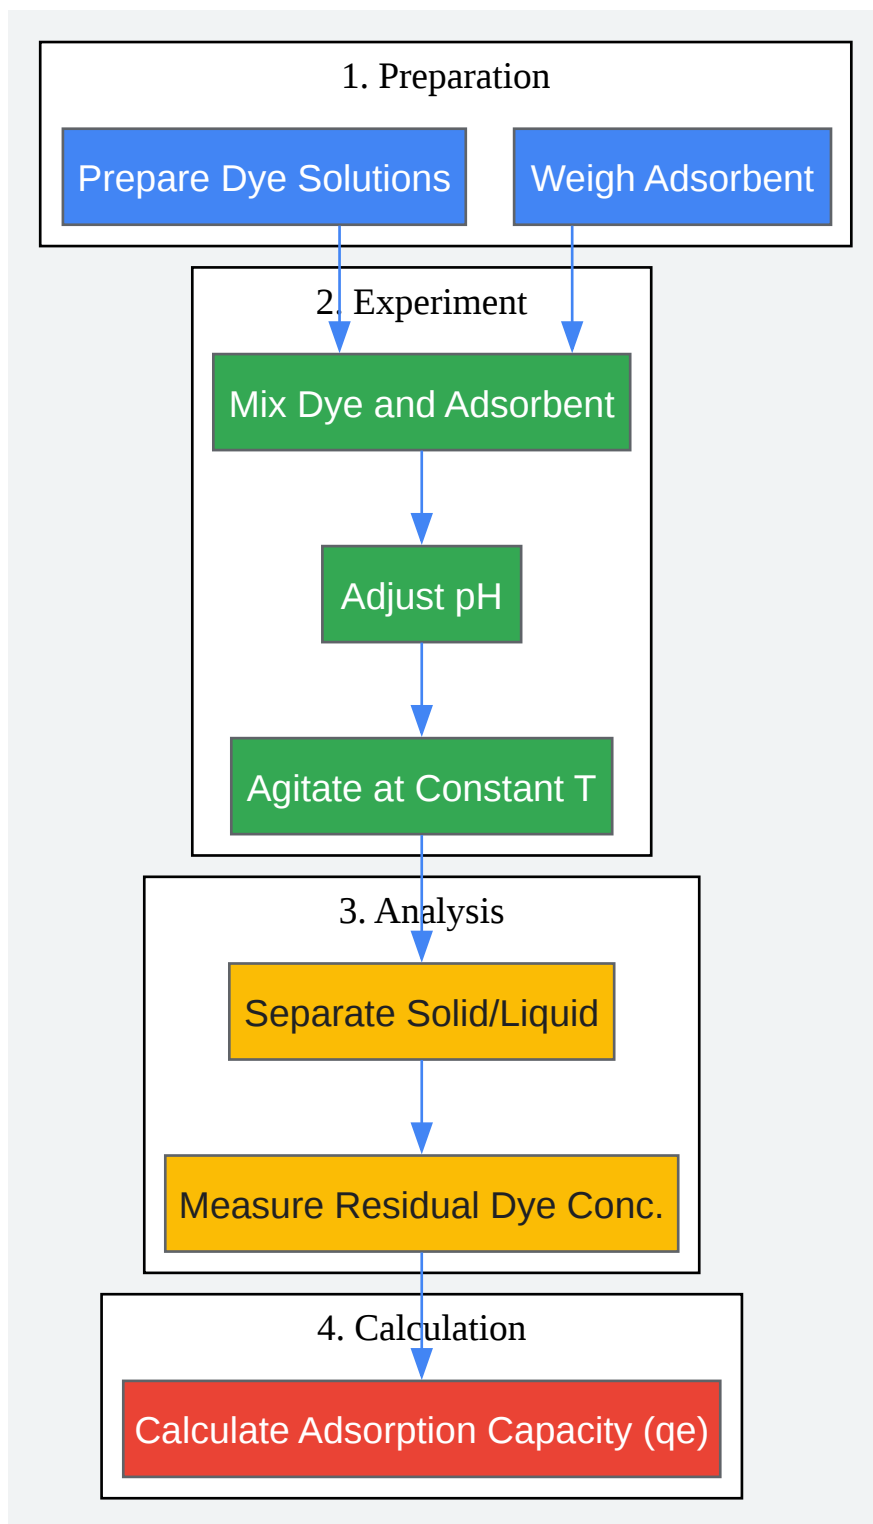 1. Preparation
Prepare Dye Solutions
Weigh Adsorbent
2. Experiment
Mix Dye and Adsorbent
Adjust pH
Agitate at Constant T
3. Analysis
Separate Solid/Liquid
Measure Residual Dye Conc.
4. Calculation
Calculate Adsorption Capacity (qe)